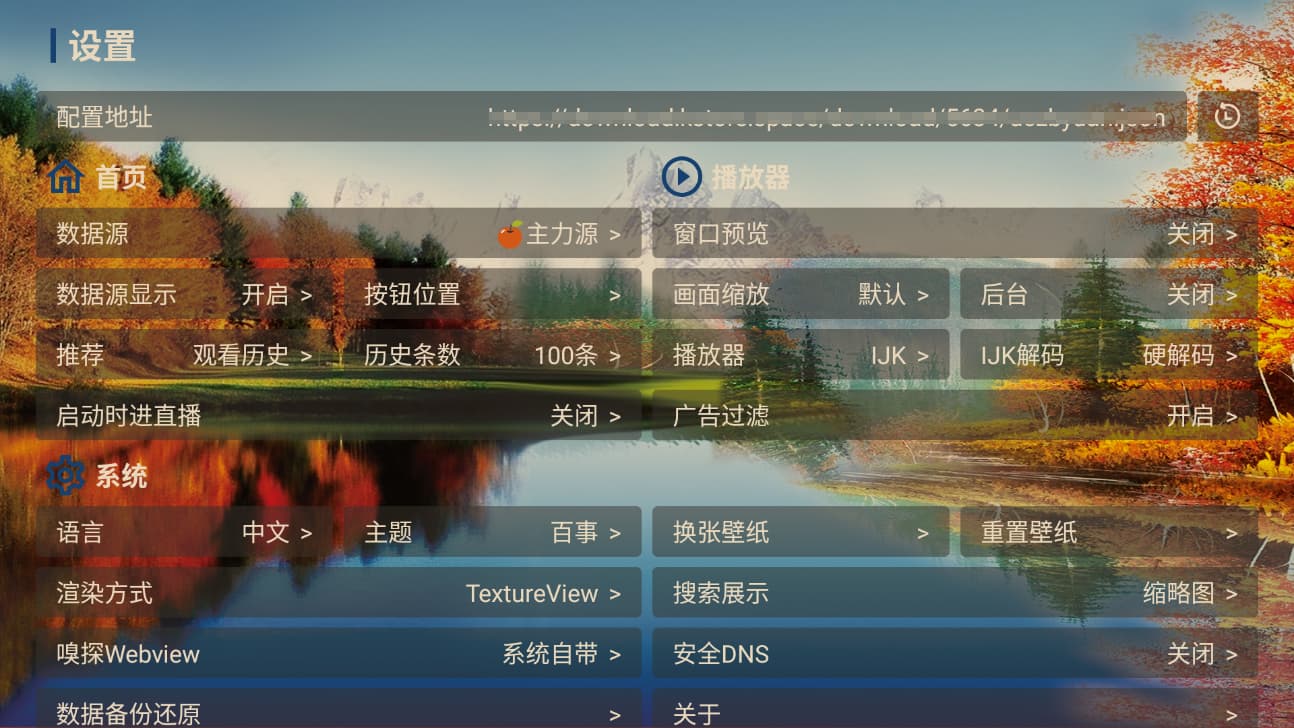 设置
配置地址
首页 播放器
数据源 主力源 > 窗口预览 关闭 >
数据源显示 开启 > 按钮位置 > 画面缩放 默认 > 后台 关闭 >
推荐 观看历史 > 历史条数 100条 > 播放器 IJK > IJK解码 硬解码 >
启动时进直播 关闭 > 广告过滤 开启 >
系统
语言 中文 > 主题 百事 > 换张壁纸 > 重置壁纸 >
渲染方式 TextureView > 搜索展示 缩略图 >
嗅探Webview 系统自带 > 安全DNS 关闭 >
数据备份还原 > 关于 >